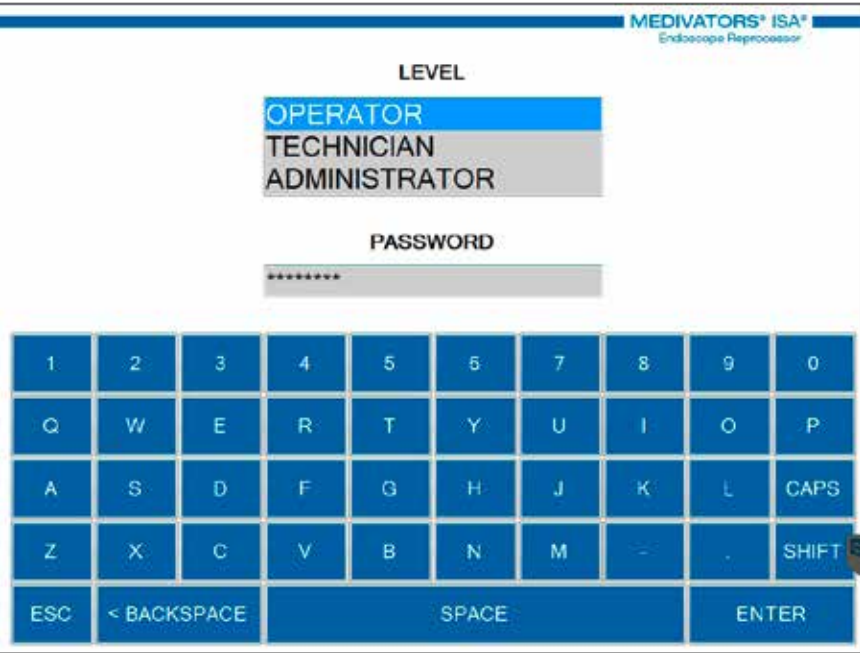 MEDIVATORS® ISA®
Endoscope Reprocessor
LEVEL
OPERATOR
TECHNICIAN
ADMINISTRATOR
PASSWORD
********
1 2 3 4 5 6 7 8 9 0
Q W E R T Y U I O P
A S D F G H J K L CAPS
Z X C V B N M - . SHIFT
ESC < BACKSPACE SPACE ENTER